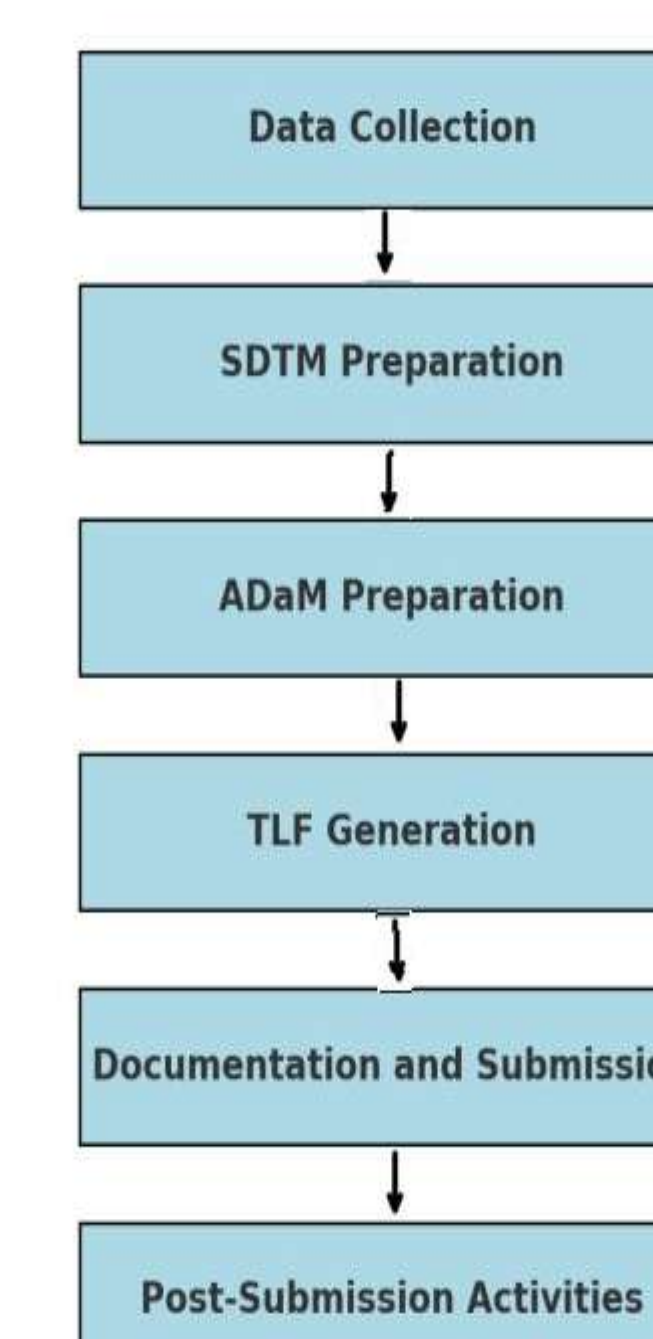 Data Collection
SDTM Preparation
ADaM Preparation
TLF Generation
Documentation and
Post-Submission Activities